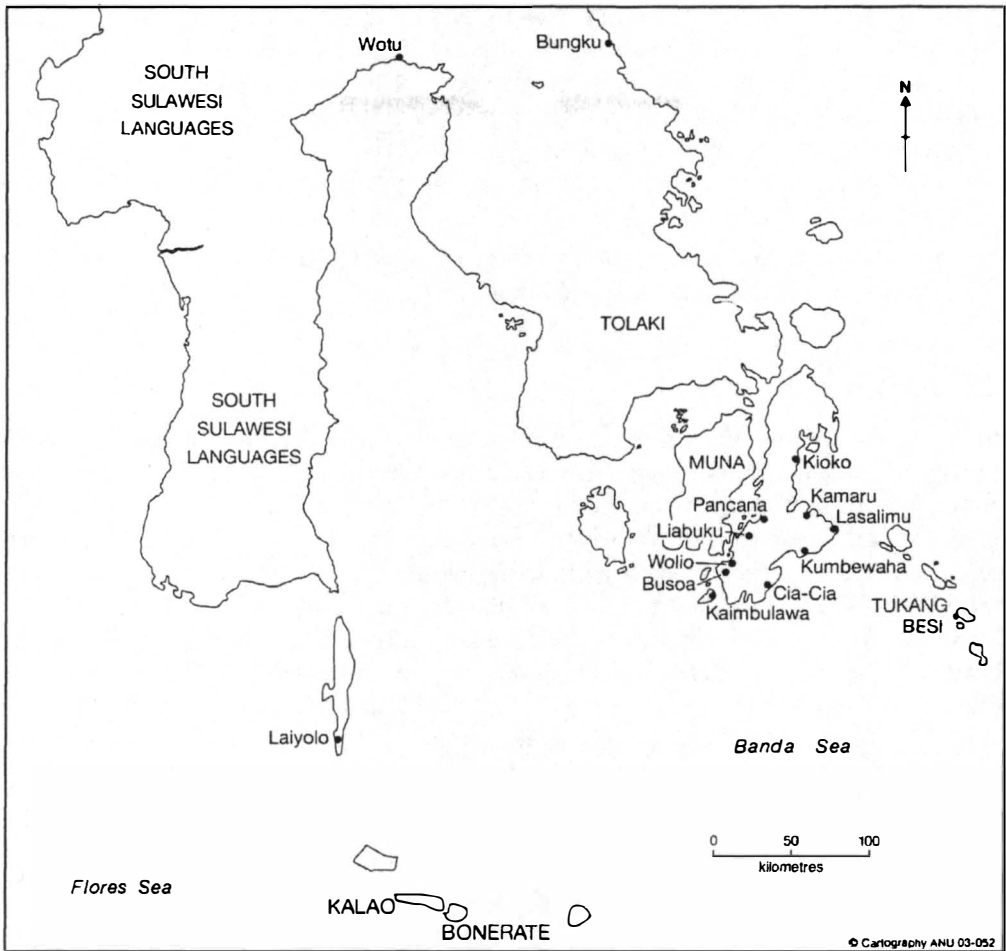 Wotu
Bungku
SOUTH
SULAWESI
LANGUAGES
N
TOLAKI
SOUTH
SULAWESI
LANGUAGES
MUNA
Kioko
Pancana
Kamaru
Lasalimu
Liabuku
Wolio
Kumbewaha
Busoa
Cia-Cia
Kaimbulawa
TUKANG
BESI
Laiyolo
Banda Sea
0 50 100
kilometres
Flores Sea
KALAO
BONERATE
© Cartography ANU 03-052